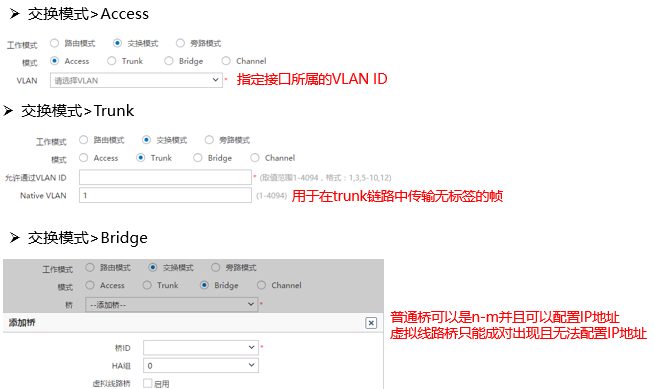 ➢ 交换模式>Access
工作模式 路由模式 交换模式 旁路模式
模式 Access Trunk Bridge Channel
VLAN 请选择VLAN * 指定接口所属的VLAN ID
➢ 交换模式>Trunk
工作模式 路由模式 交换模式 旁路模式
模式 Access Trunk Bridge Channel
允许通过VLAN ID * (取值范围1-4094，格式：1,3,5-10,12)
Native VLAN 1 (1-4094) 用于在trunk链路中传输无标签的帧
➢ 交换模式>Bridge
工作模式 路由模式 交换模式 旁路模式
模式 Access Trunk Bridge Channel
桥 --添加桥-- *
普通桥可以是n-m并且可以配置IP地址
添加桥
虚拟线路桥只能成对出现且无法配置IP地址
桥ID *
HA组 0
虚拟线路桥 启用